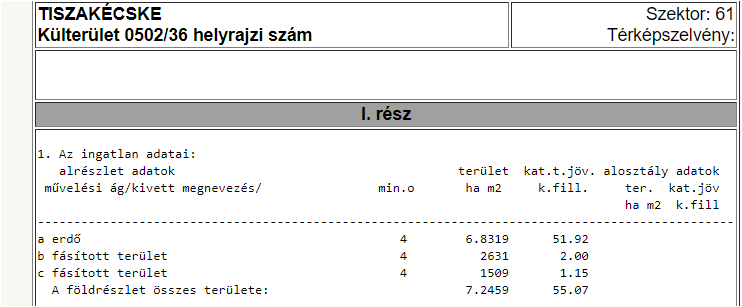 TISZAKÉCSKE
Szektor: 61
Külterület 0502/36 helyrajzi szám
Térképszelvény:
I. rész
1. Az ingatlan adatai:
alrészlet adatok terület kat.t.jöv. alosztály adatok
művelési ág/kivett megnevezés/ min.o ha m2 k.fill. ter. kat.jöv
ha m2 k.fill
a erdő 4 6.8319 51.92
b fásított terület 4 2631 2.00
c fásított terület 4 1509 1.15
A földrészlet összes területe: 7.2459 55.07